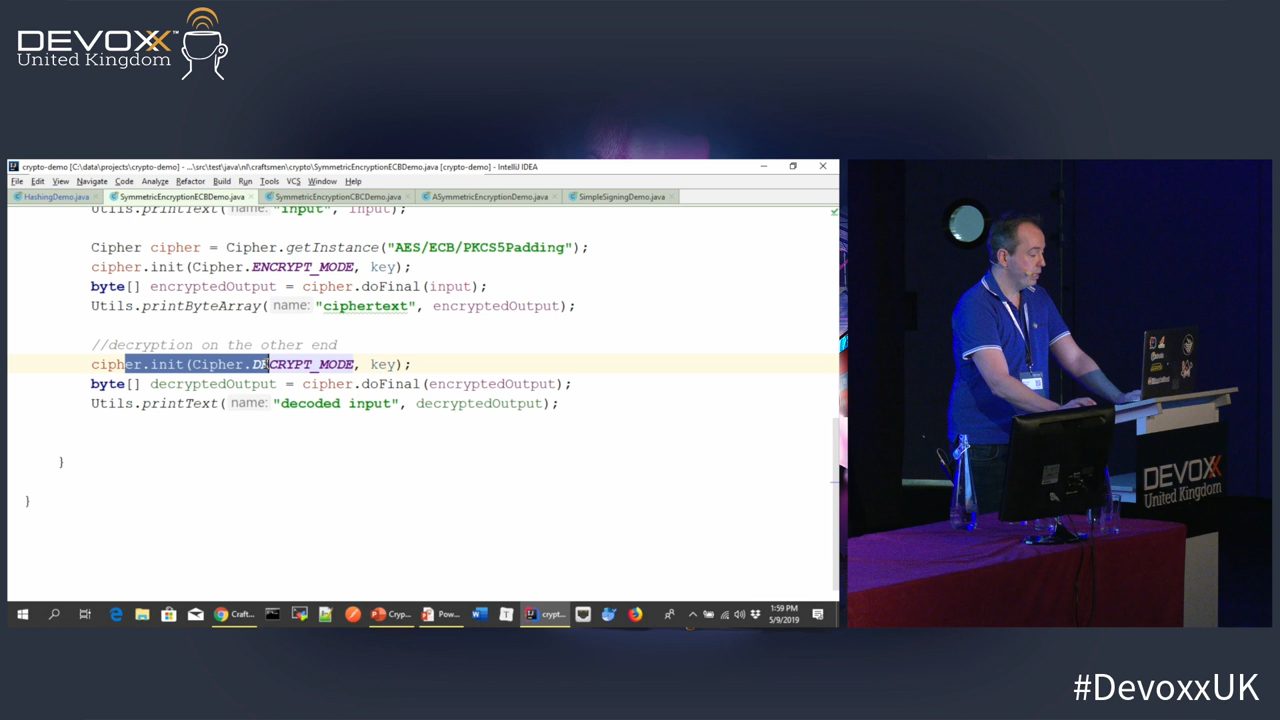 DEVOXX™
United Kingdom
crypto-demo [C:\data\projects\crypto-demo] - ...\src\test\java\nl\craftsmen\crypto\SymmetricEncryptionECBDemo.java [crypto-demo] - IntelliJ IDEA
File Edit View Navigate Code Analyze Refactor Build Run Tools VCS Window Help
HashingDemo.java SymmetricEncryptionECBDemo.java SymmetricEncryptionCBCDemo.java ASymmetricEncryptionDemo.java SimpleSigningDemo.java
Utils.printText( name: "input", input);
Cipher cipher = Cipher.getInstance("AES/ECB/PKCS5Padding");
cipher.init(Cipher.ENCRYPT_MODE, key);
byte[] encryptedOutput = cipher.doFinal(input);
Utils.printByteArray( name: "ciphertext", encryptedOutput);
//decryption on the other end
cipher.init(Cipher.DECRYPT_MODE, key);
byte[] decryptedOutput = cipher.doFinal(encryptedOutput);
Utils.printText( name: "decoded input", decryptedOutput);
}
}
Craft... Cryp... Pow... crypt... 1:59 PM
5/9/2019
DEVOXX
United Kingdom
#DevoxxUK